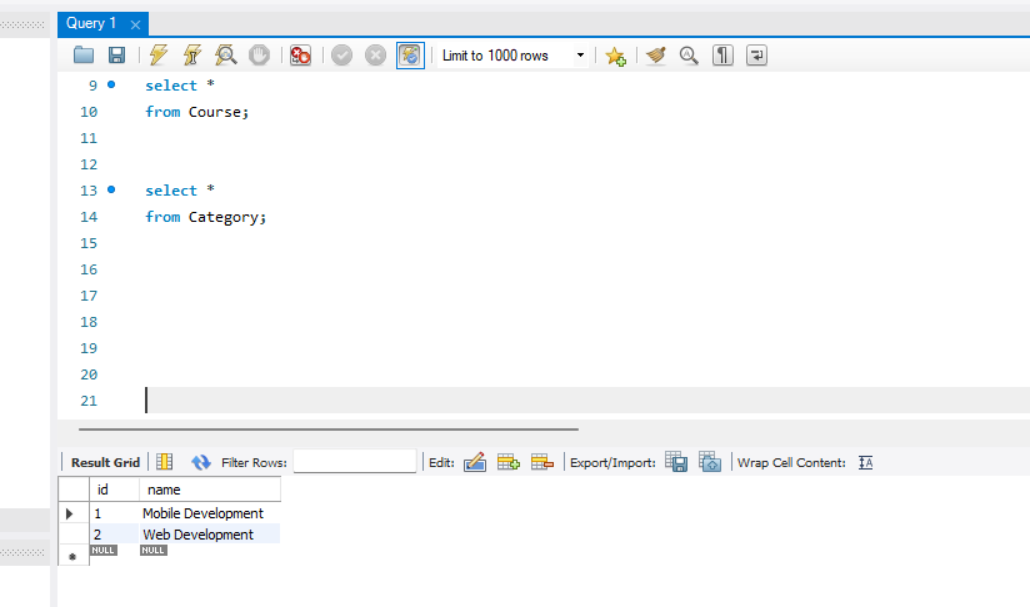 Query 1
Limit to 1000 rows
9 select *
10 from Course;
11
12
13 select *
14 from Category;
15
16
17
18
19
20
21
Result Grid Filter Rows: Edit: Export/Import: Wrap Cell Content:
id name
1 Mobile Development
2 Web Development
NULL NULL